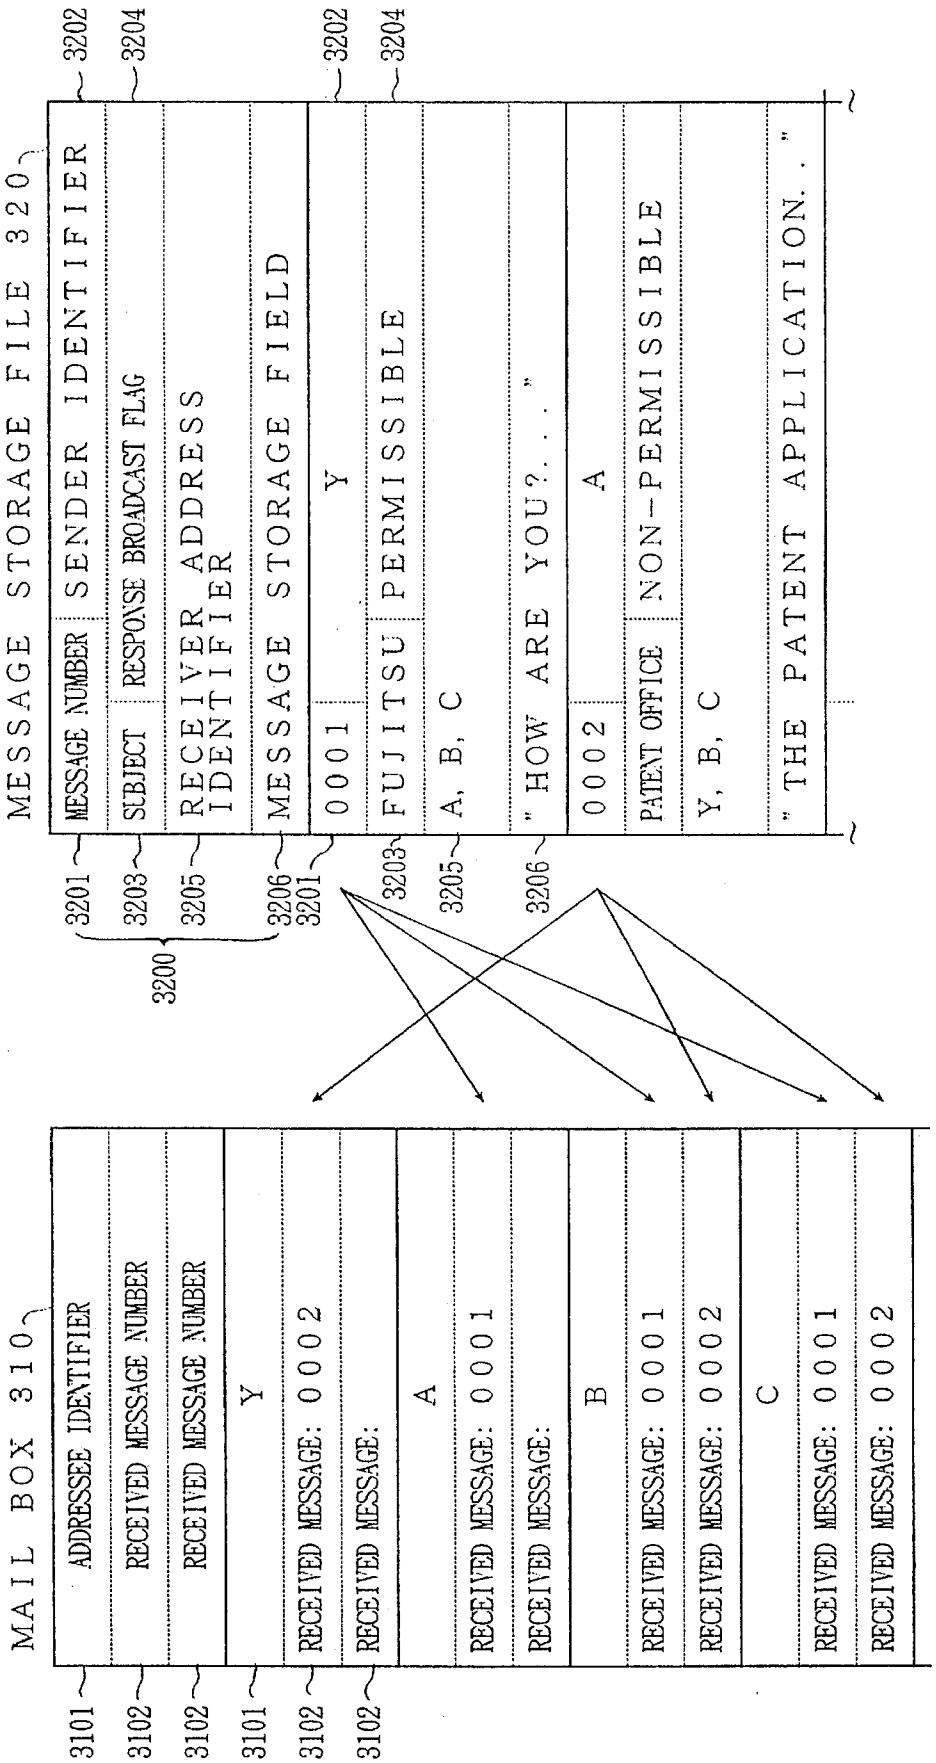 MAIL BOX 310
3101
ADDRESSEE IDENTIFIER
3102
RECEIVED MESSAGE NUMBER
3102
RECEIVED MESSAGE NUMBER
3101
Y
3102
RECEIVED MESSAGE: 0002
3102
RECEIVED MESSAGE:
A
RECEIVED MESSAGE: 0001
RECEIVED MESSAGE:
B
RECEIVED MESSAGE: 0001
RECEIVED MESSAGE: 0002
C
RECEIVED MESSAGE: 0001
RECEIVED MESSAGE: 0002
MESSAGE STORAGE FILE 320
3200
3201
MESSAGE NUMBER
SENDER IDENTIFIER
3202
3203
SUBJECT
RESPONSE BROADCAST FLAG
3204
3205
RECEIVER ADDRESS
IDENTIFIER
3206
MESSAGE STORAGE FIELD
3201
0001
Y
3202
3203
FUJITSU
PERMISSIBLE
3204
3205
A, B, C
3206
"HOW ARE YOU?..."
0002
A
PATENT OFFICE
NON-PERMISSIBLE
Y, B, C
"THE PATENT APPLICATION.."